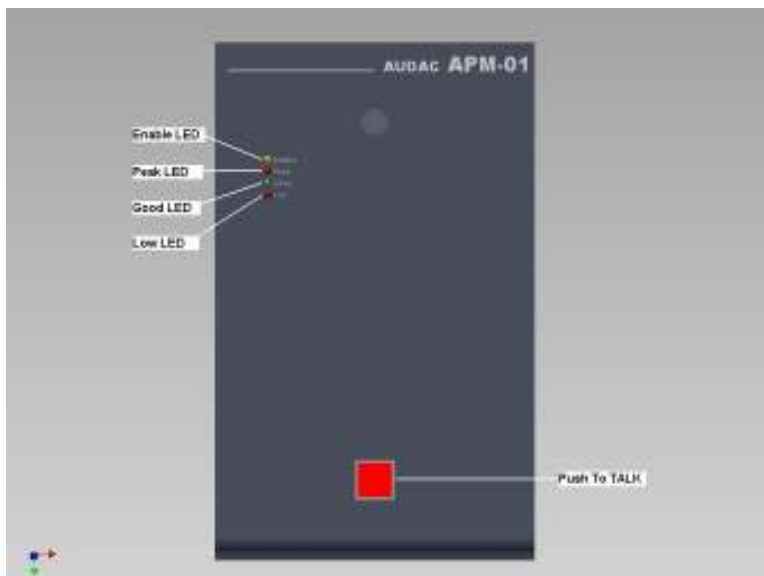 AUDAC APM-01
Enable LED
Peak LED
Good LED
Low LED
Push To TALK